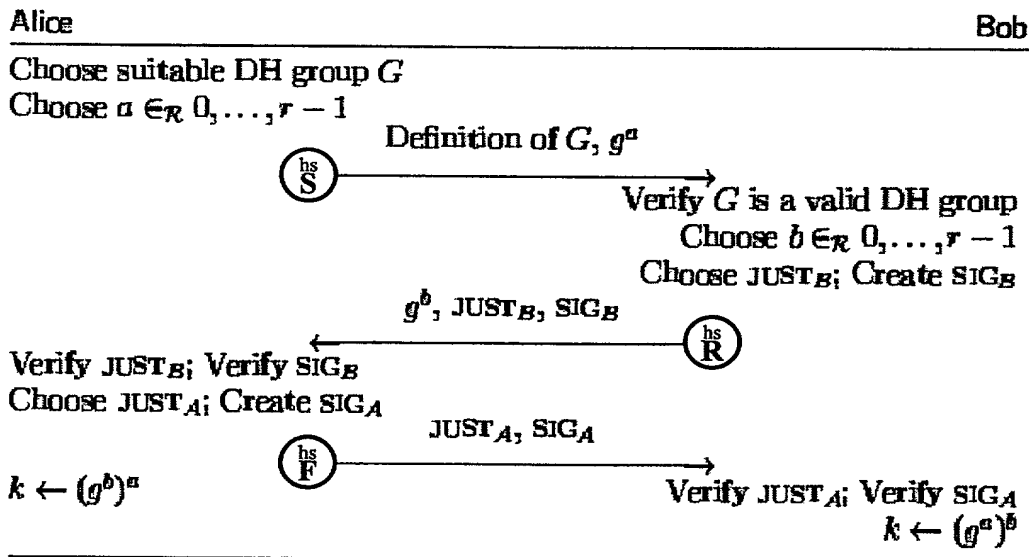 Alice Bob
Choose suitable DH group G
Choose a ∈_R 0, . . . , r − 1
Definition of G, g^a
hs
S
Verify G is a valid DH group
Choose b ∈_R 0, . . . , r − 1
Choose JUST_B; Create SIG_B
g^b, JUST_B, SIG_B
hs
R
Verify JUST_B; Verify SIG_B
Choose JUST_A; Create SIG_A
JUST_A, SIG_A
hs
F
k ← (g^b)^a
Verify JUST_A; Verify SIG_A
k ← (g^a)^b